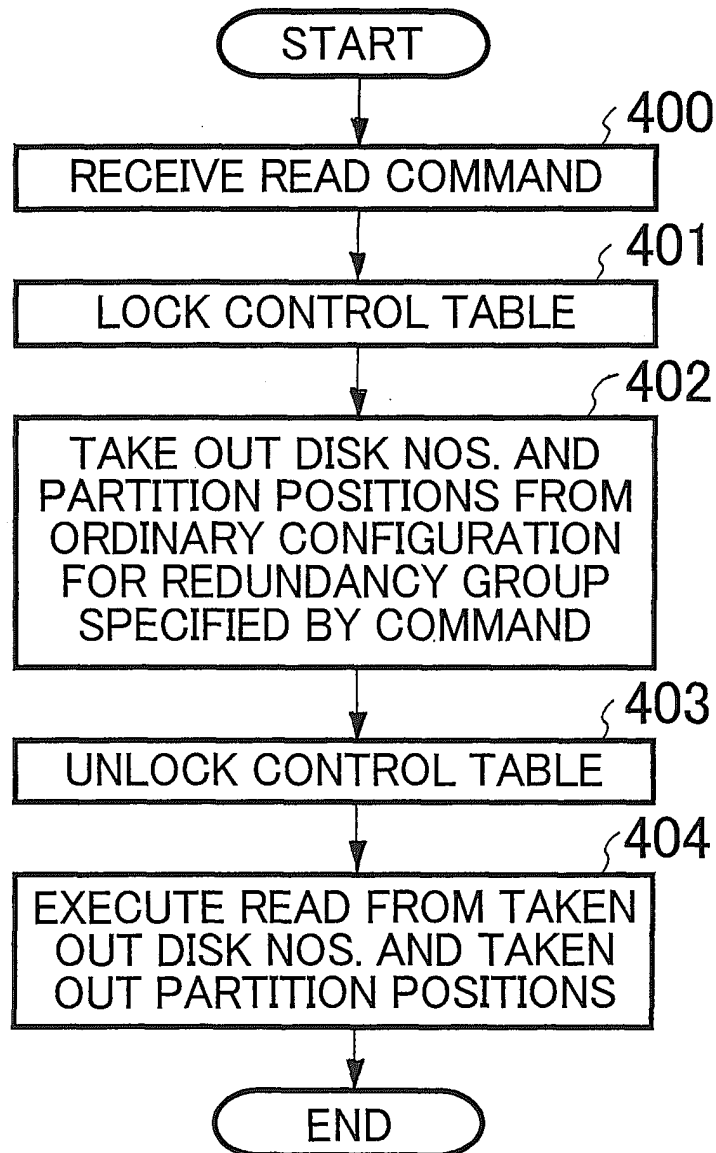 START
400
RECEIVE READ COMMAND
401
LOCK CONTROL TABLE
402
TAKE OUT DISK NOS. AND
PARTITION POSITIONS FROM
ORDINARY CONFIGURATION
FOR REDUNDANCY GROUP
SPECIFIED BY COMMAND
403
UNLOCK CONTROL TABLE
404
EXECUTE READ FROM TAKEN
OUT DISK NOS. AND TAKEN
OUT PARTITION POSITIONS
END